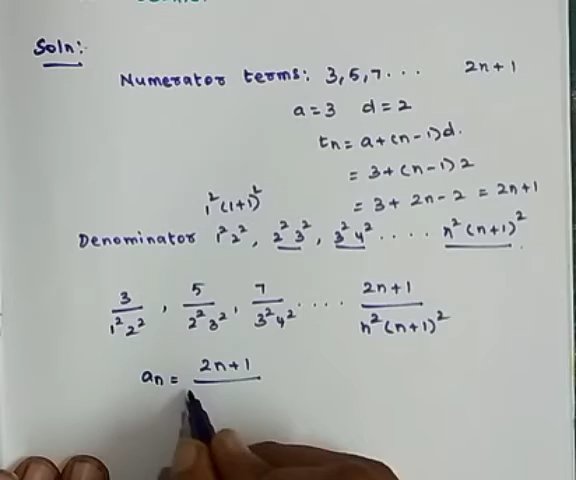 Soln:-
Numerator terms: 3, 5, 7 ... 2n+1
a=3 d=2
tn = a+(n-1)d.
= 3+(n-1)2
1²(1+1)² = 3+ 2n-2 = 2n+1
Denominator 1²2², 2²3², 3²4² .... n²(n+1)².
3/1²2², 5/2²3², 7/3²4² .... 2n+1/n²(n+1)²
an = 2n+1